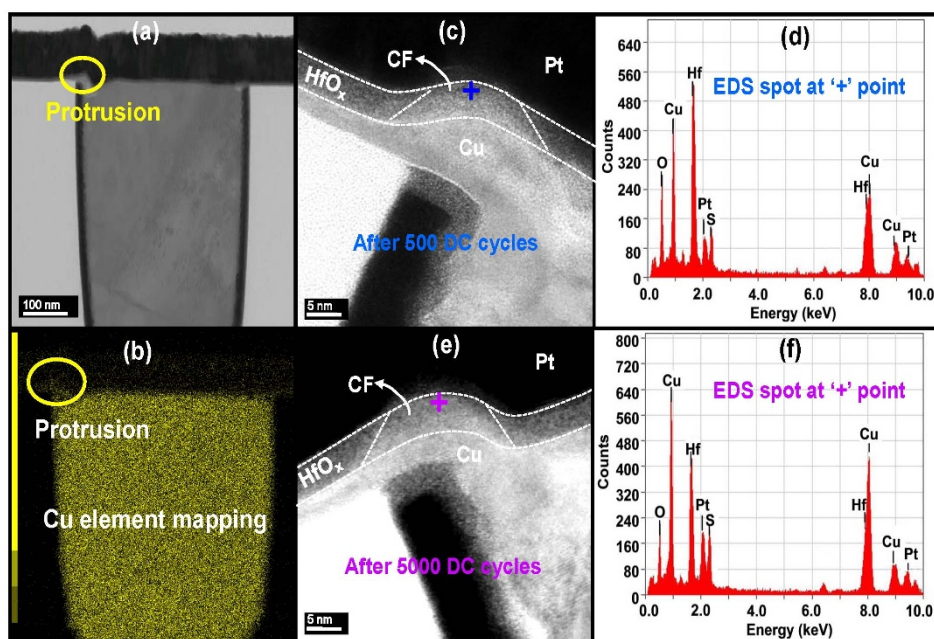 (a)
Protrusion
100 nm
(b)
Protrusion
Cu element mapping
(c)
CF
Pt
HfOx
Cu
After 500 DC cycles
5 nm
(d)
EDS spot at '+' point
Counts
640
560
480
400
320
240
160
80
0
O
Cu
Hf
Pt
S
Hf
Cu
Cu
Pt
0.0 2.0 4.0 6.0 8.0 10.0
Energy (keV)
(e)
CF
Pt
HfOx
Cu
After 5000 DC cycles
5 nm
(f)
EDS spot at '+' point
Counts
800
720
640
560
480
400
320
240
160
80
0
O
Cu
Hf
Pt
S
Hf
Cu
Cu
Pt
0.0 2.0 4.0 6.0 8.0 10.0
Energy (keV)